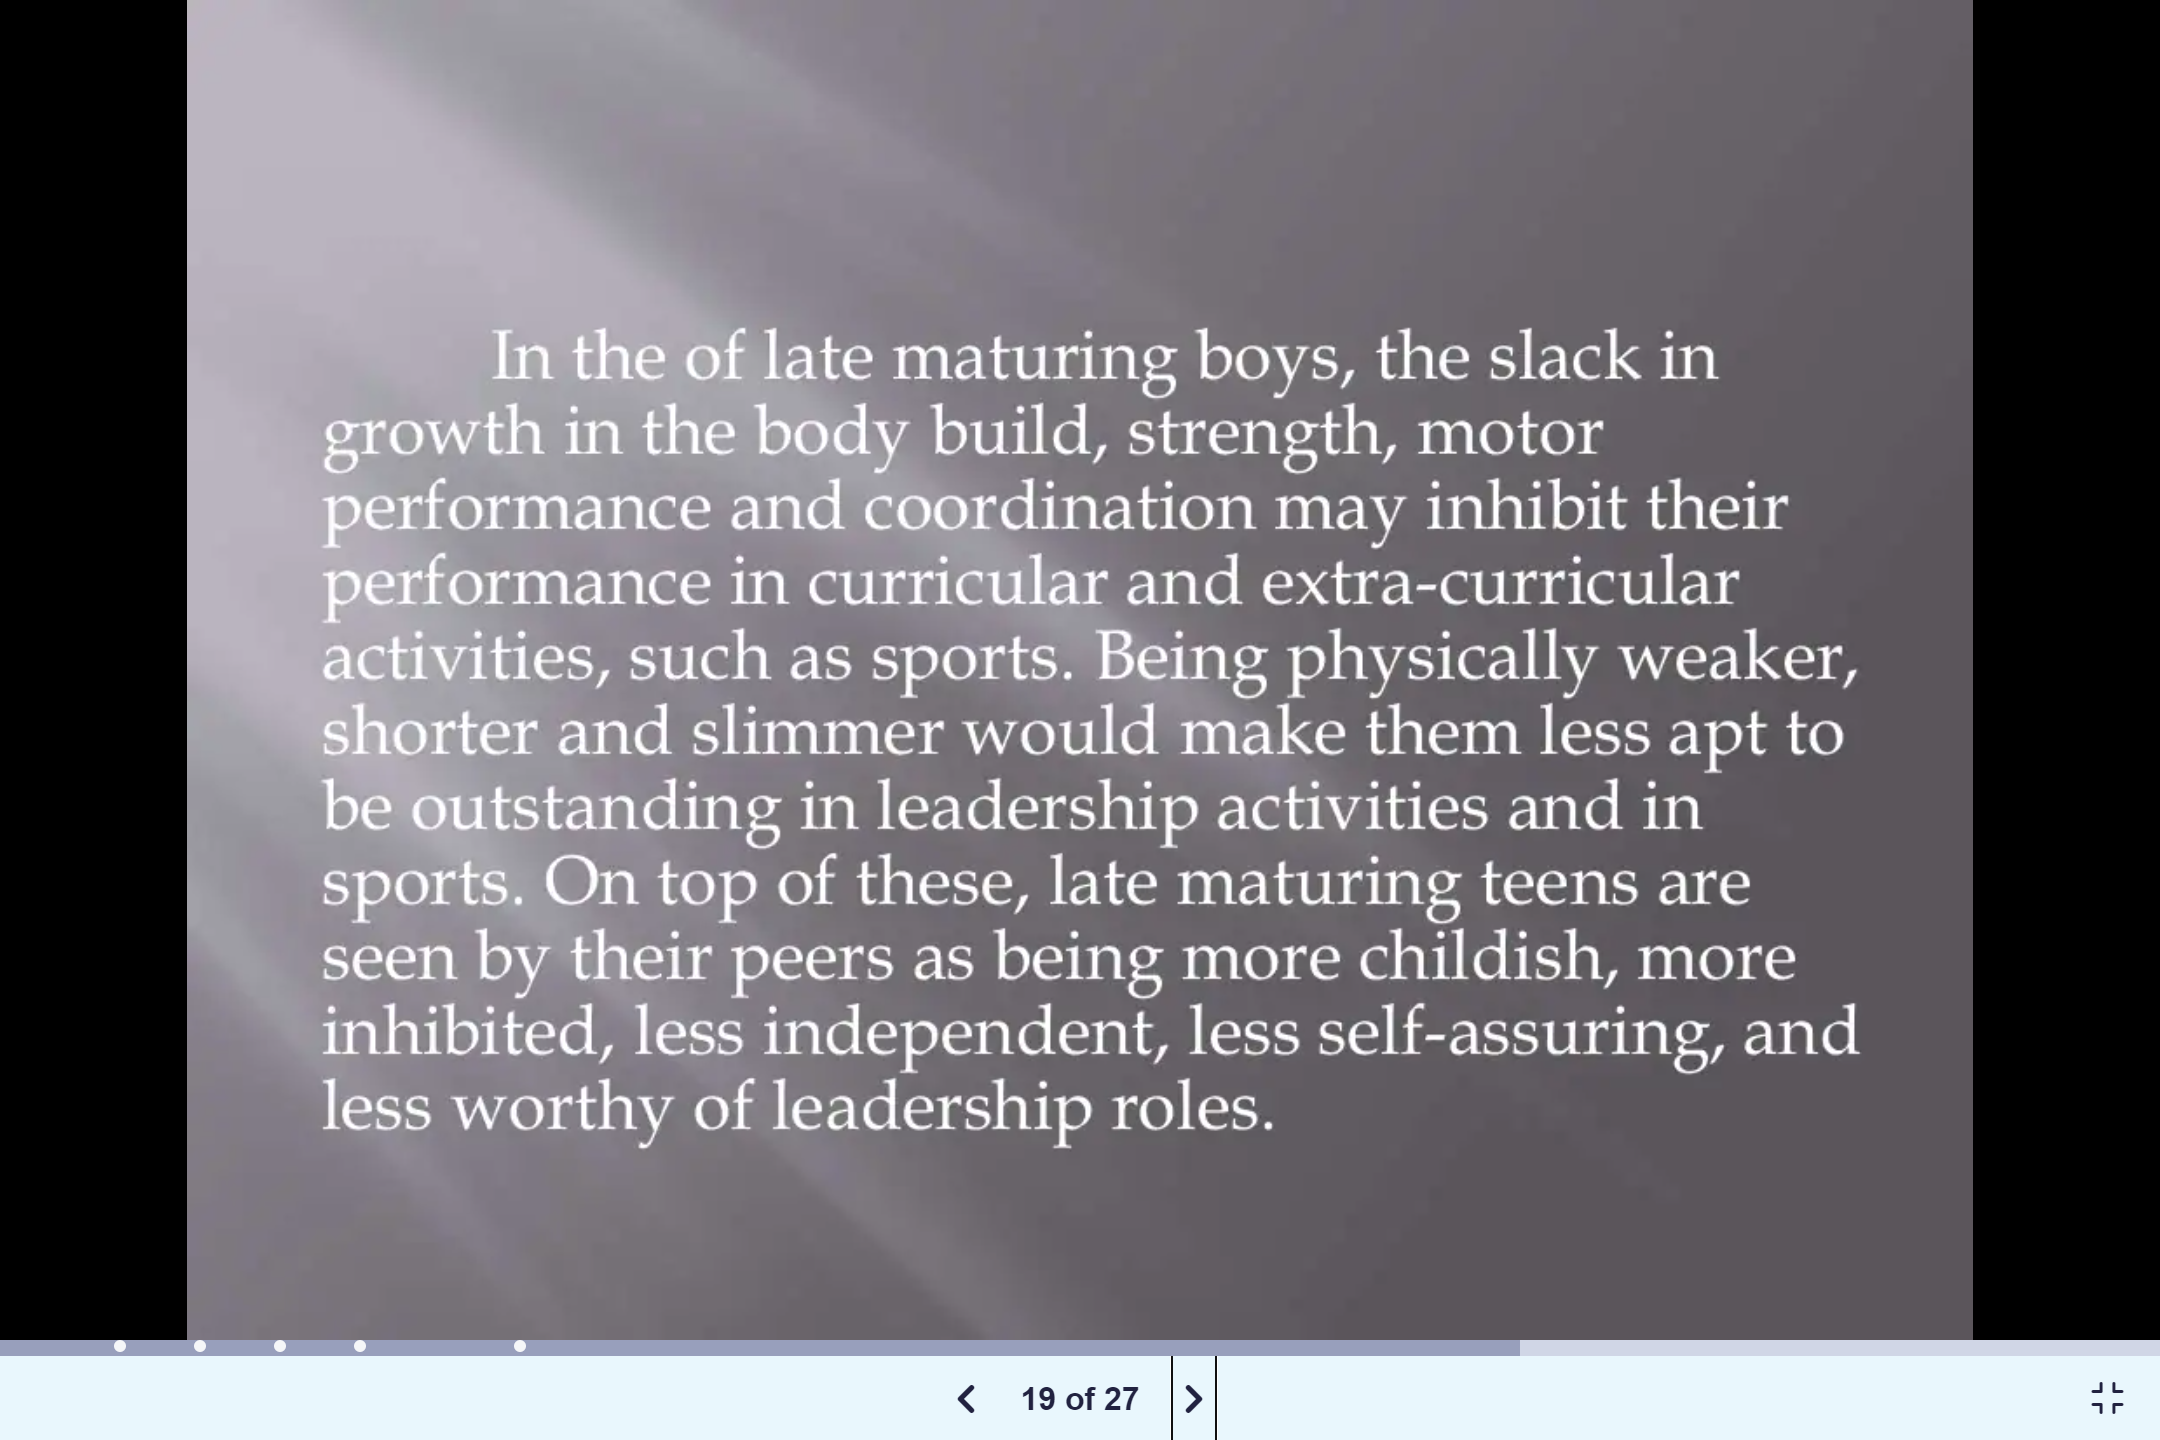 In the of late maturing boys, the slack in
growth in the body build, strength, motor
performance and coordination may inhibit their
performance in curricular and extra-curricular
activities, such as sports. Being physically weaker,
shorter and slimmer would make them less apt to
be outstanding in leadership activities and in
sports. On top of these, late maturing teens are
seen by their peers as being more childish, more
inhibited, less independent, less self-assuring, and
less worthy of leadership roles.
19 of 27